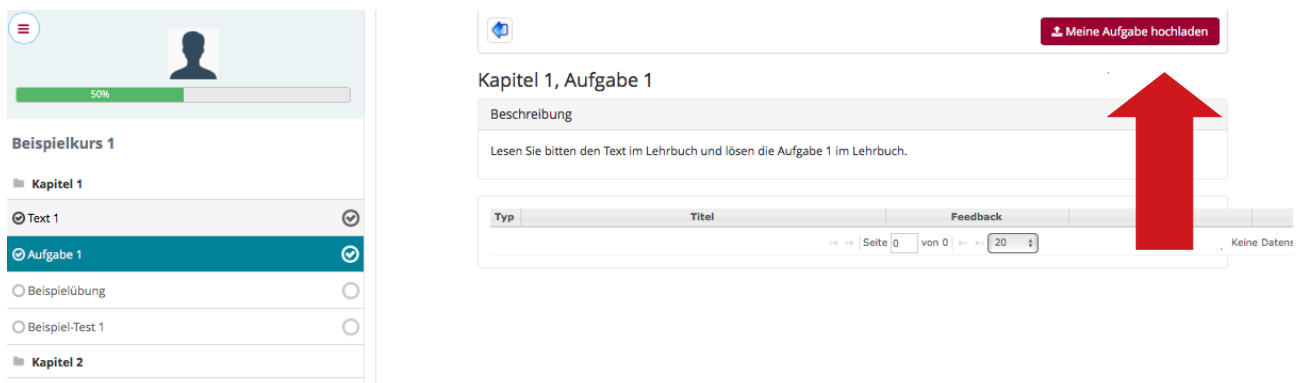 50%
Beispielkurs 1
Kapitel 1
Text 1
Aufgabe 1
Beispielübung
Beispiel-Test 1
Kapitel 2
Meine Aufgabe hochladen
Kapitel 1, Aufgabe 1
Beschreibung
Lesen Sie bitten den Text im Lehrbuch und lösen die Aufgabe 1 im Lehrbuch.
Typ Titel Feedback
Seite 0 von 0 20 Keine Datens